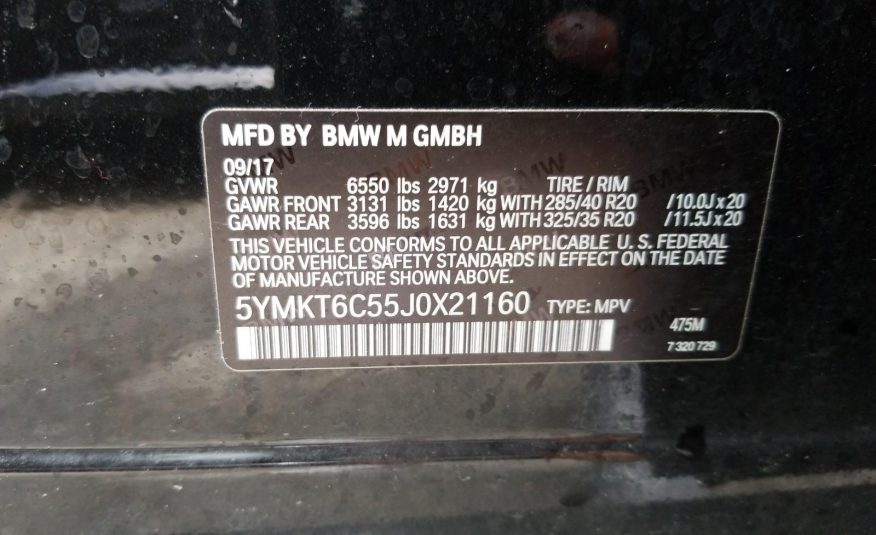 MFD BY BMW M GMBH
09/17
GVWR 6550 lbs 2971 kg TIRE / RIM
GAWR FRONT 3131 lbs 1420 kg WITH 285/40 R20 /10.0J x 20
GAWR REAR 3596 lbs 1631 kg WITH 325/35 R20 /11.5J x 20
THIS VEHICLE CONFORMS TO ALL APPLICABLE U. S. FEDERAL
MOTOR VEHICLE SAFETY STANDARDS IN EFFECT ON THE DATE
OF MANUFACTURE SHOWN ABOVE.
5YMKT6C55J0X21160 TYPE: MPV
475M
7 320 729